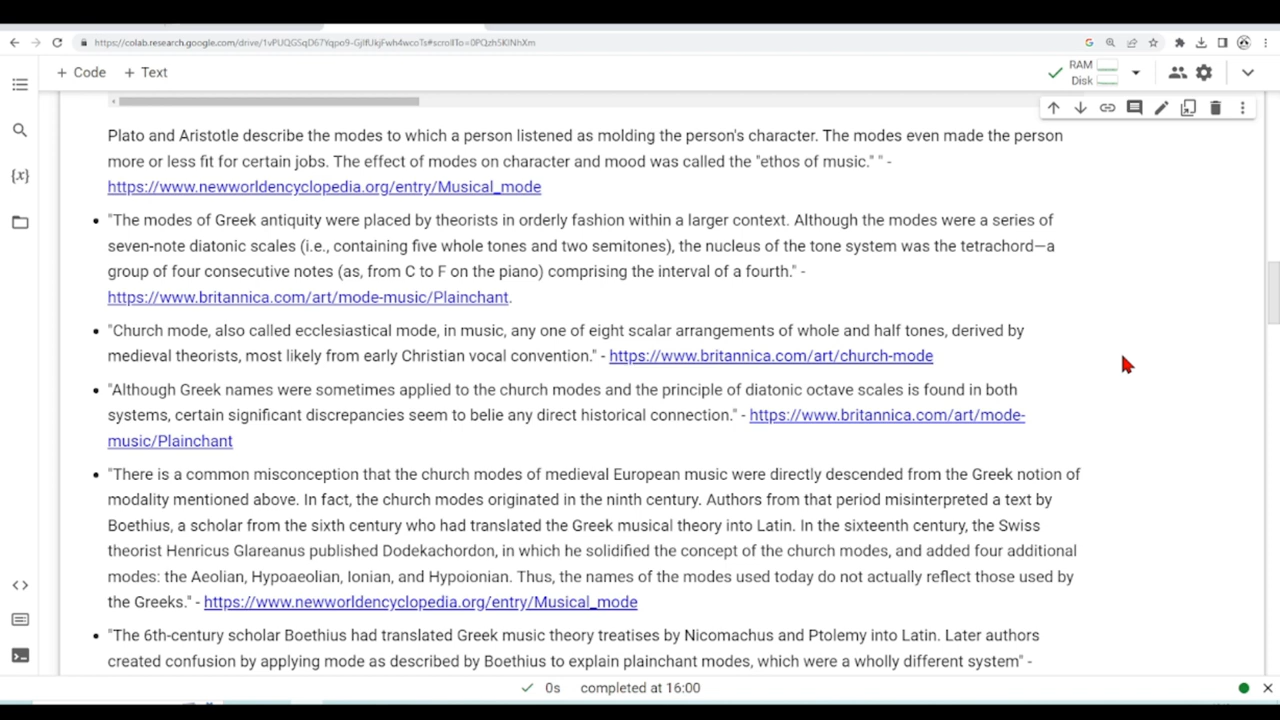 https://colab.research.google.com/drive/1vPUQGSqD67Yqpo9-GjIfUkjFwh4wcoTs#scrollTo=0PQzh5KlNhXm
+ Code + Text
RAM
Disk
Plato and Aristotle describe the modes to which a person listened as molding the person's character. The modes even made the person
more or less fit for certain jobs. The effect of modes on character and mood was called the "ethos of music." " -
https://www.newworldencyclopedia.org/entry/Musical_mode
• "The modes of Greek antiquity were placed by theorists in orderly fashion within a larger context. Although the modes were a series of
seven-note diatonic scales (i.e., containing five whole tones and two semitones), the nucleus of the tone system was the tetrachord—a
group of four consecutive notes (as, from C to F on the piano) comprising the interval of a fourth." -
https://www.britannica.com/art/mode-music/Plainchant.
• "Church mode, also called ecclesiastical mode, in music, any one of eight scalar arrangements of whole and half tones, derived by
medieval theorists, most likely from early Christian vocal convention." - https://www.britannica.com/art/church-mode
• "Although Greek names were sometimes applied to the church modes and the principle of diatonic octave scales is found in both
systems, certain significant discrepancies seem to belie any direct historical connection." - https://www.britannica.com/art/mode-
music/Plainchant
• "There is a common misconception that the church modes of medieval European music were directly descended from the Greek notion of
modality mentioned above. In fact, the church modes originated in the ninth century. Authors from that period misinterpreted a text by
Boethius, a scholar from the sixth century who had translated the Greek musical theory into Latin. In the sixteenth century, the Swiss
theorist Henricus Glareanus published Dodekachordon, in which he solidified the concept of the church modes, and added four additional
modes: the Aeolian, Hypoaeolian, Ionian, and Hypoionian. Thus, the names of the modes used today do not actually reflect those used by
the Greeks." - https://www.newworldencyclopedia.org/entry/Musical_mode
• "The 6th-century scholar Boethius had translated Greek music theory treatises by Nicomachus and Ptolemy into Latin. Later authors
created confusion by applying mode as described by Boethius to explain plainchant modes, which were a wholly different system" -
0s completed at 16:00